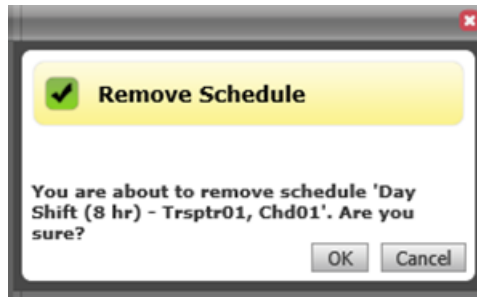 Remove Schedule
You are about to remove schedule 'Day
Shift (8 hr) - Trsptr01, Chd01'. Are you
sure?
OK Cancel